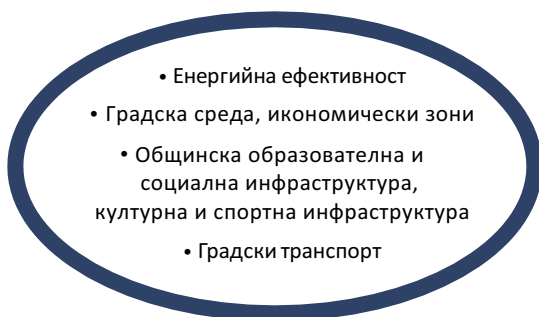 • Енергийна ефективност
• Градска среда, икономически зони
• Общинска образователна и
социална инфраструктура,
културна и спортна инфраструктура
• Градски транспорт